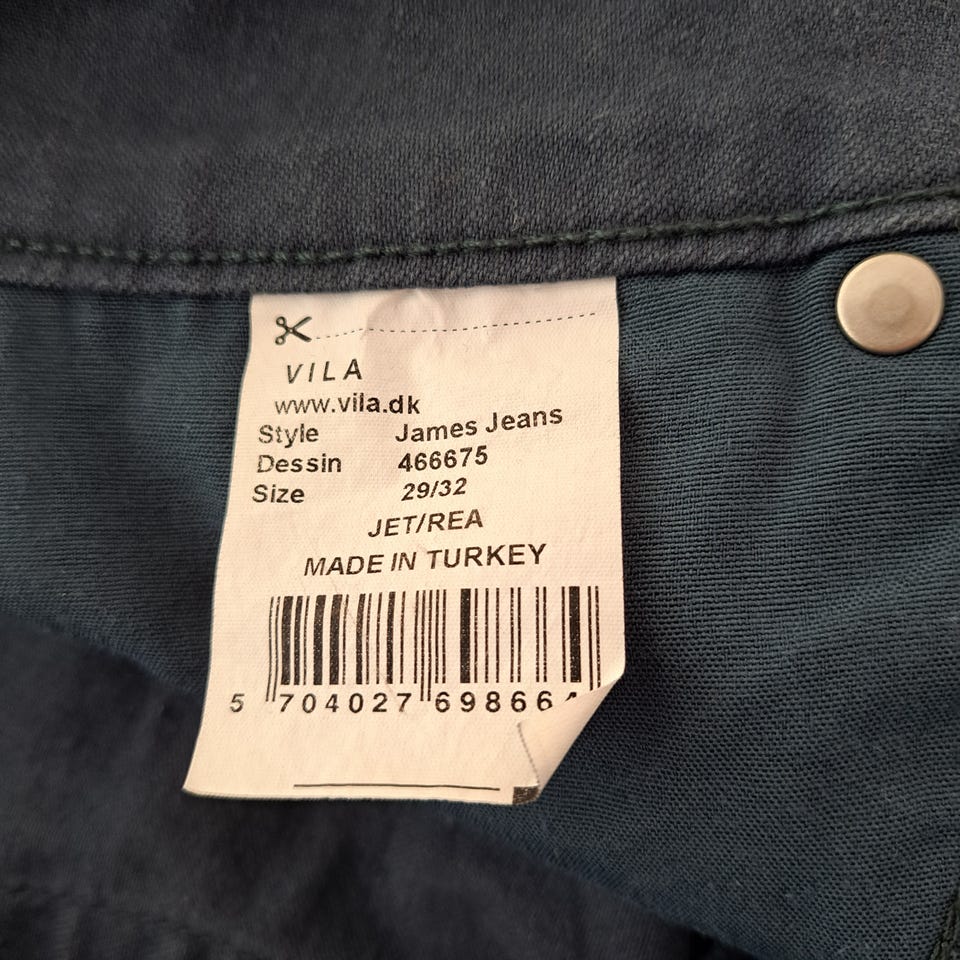 VILA
www.vila.dk
Style James Jeans
Dessin 466675
Size 29/32
JET/REA
MADE IN TURKEY
5 704027 69866